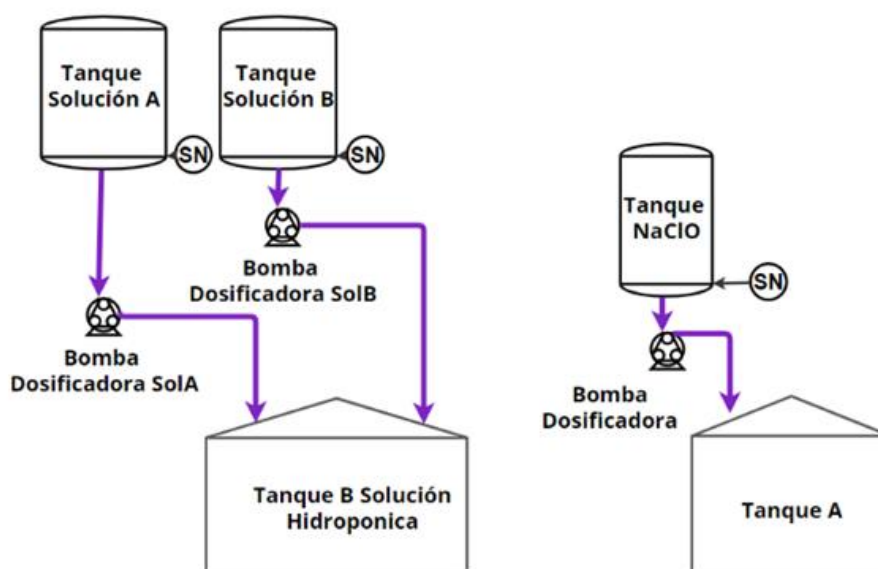 Tanque
Solución A
SN
Tanque
Solución B
SN
Bomba
Dosificadora SolB
Bomba
Dosificadora SolA
Tanque B Solución
Hidroponica
Tanque
NaClO
SN
Bomba
Dosificadora
Tanque A